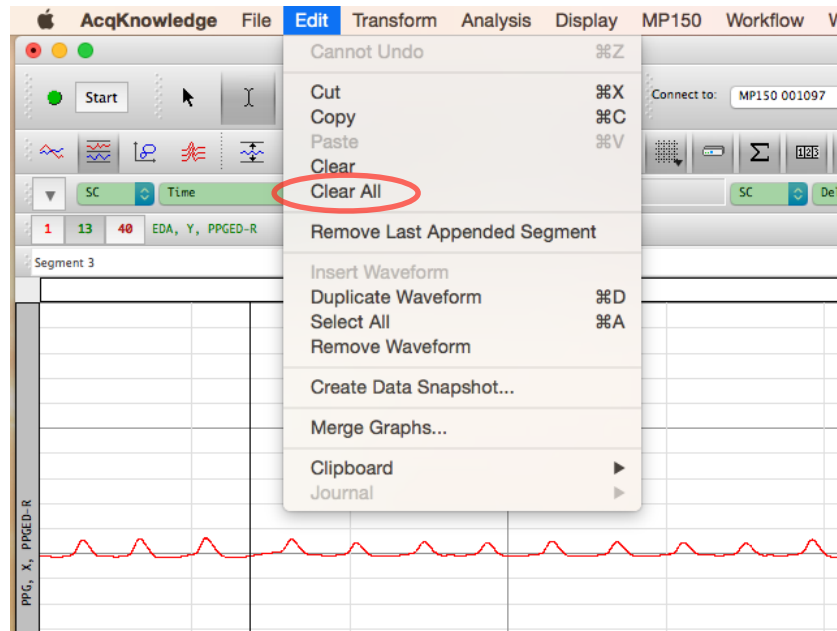 AcqKnowledge File Edit Transform Analysis Display MP150 Workflow
Cannot Undo ⌘Z
Start
Connect to: MP150 001097
Cut ⌘X
Copy ⌘C
Paste ⌘V
Clear
Clear All
SC Time SC
Remove Last Appended Segment
1 13 40 EDA, Y, PPGED-R
Segment 3
Insert Waveform
Duplicate Waveform ⌘D
Select All ⌘A
Remove Waveform
Create Data Snapshot...
Merge Graphs...
Clipboard ▶
Journal ▶
PPG, X, PPGED-R